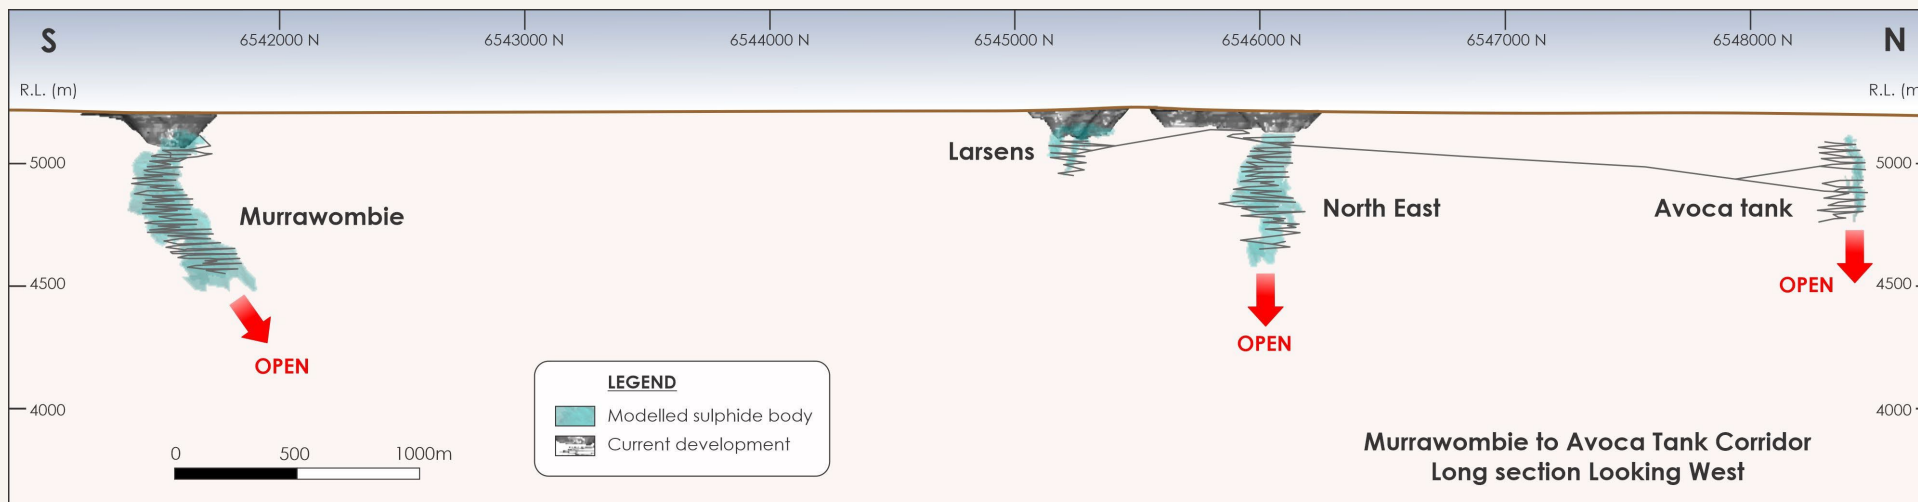 S
6542000 N
6543000 N
6544000 N
6545000 N
6546000 N
6547000 N
6548000 N
N
R.L. (m)
R.L. (m
Larsens
5000
5000
Murrawombie
North East
Avoca tank
4500
OPEN
4500
OPEN
OPEN
LEGEND
Modelled sulphide body
Current development
4000
4000
0 500 1000m
Murrawombie to Avoca Tank Corridor
Long section Looking West